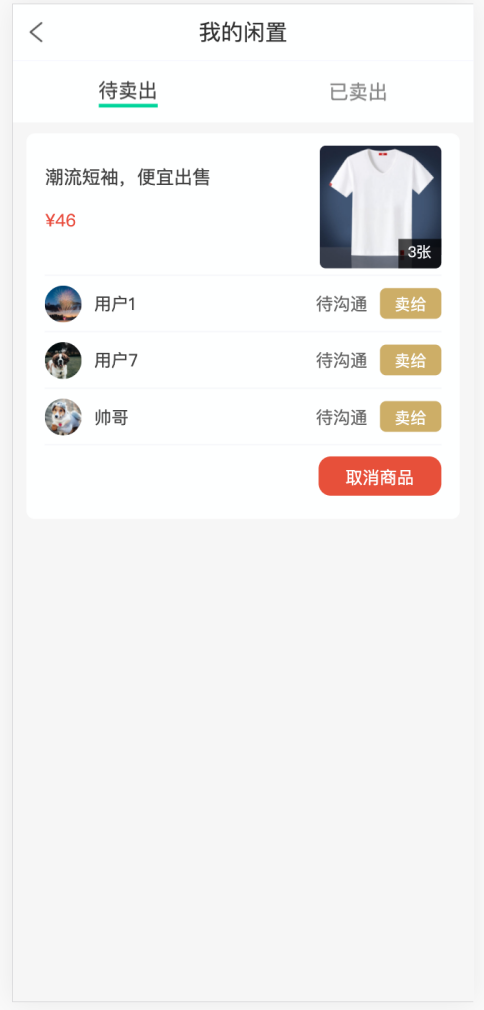 我的闲置
待卖出 已卖出
潮流短袖，便宜出售
¥46
3张
用户1 待沟通 卖给
用户7 待沟通 卖给
帅哥 待沟通 卖给
取消商品